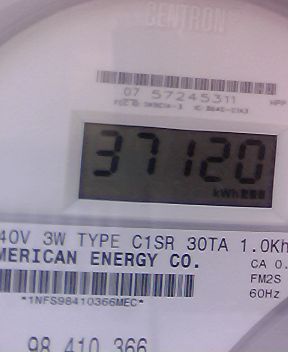 CENTRON
07 57245311
37120
kWh
40V 3W TYPE C1SR 30TA 1.0Kh
MERICAN ENERGY CO.
CA 0.
FM2S
*1NFS98410366MEC*
60Hz
98 410 366